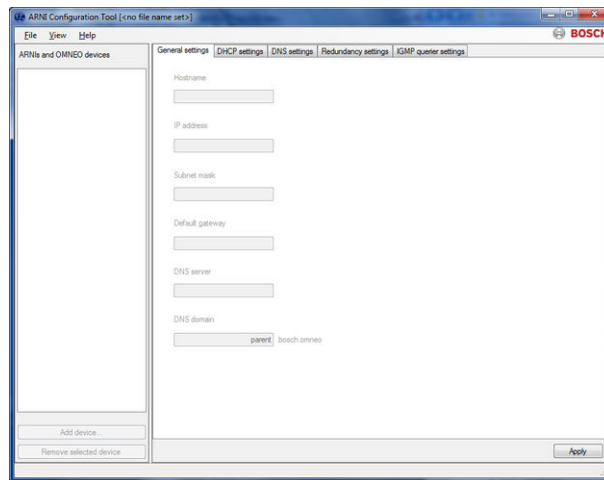 ARNI Configuration Tool [<no file name set>]
File View Help
BOSCH
ARNIs and OMNEO devices
General settings DHCP settings DNS settings Redundancy settings IGMP querier settings
Hostname
IP address
Subnet mask
Default gateway
DNS server
DNS domain
parent bosch.omneo
Add device...
Remove selected device
Apply